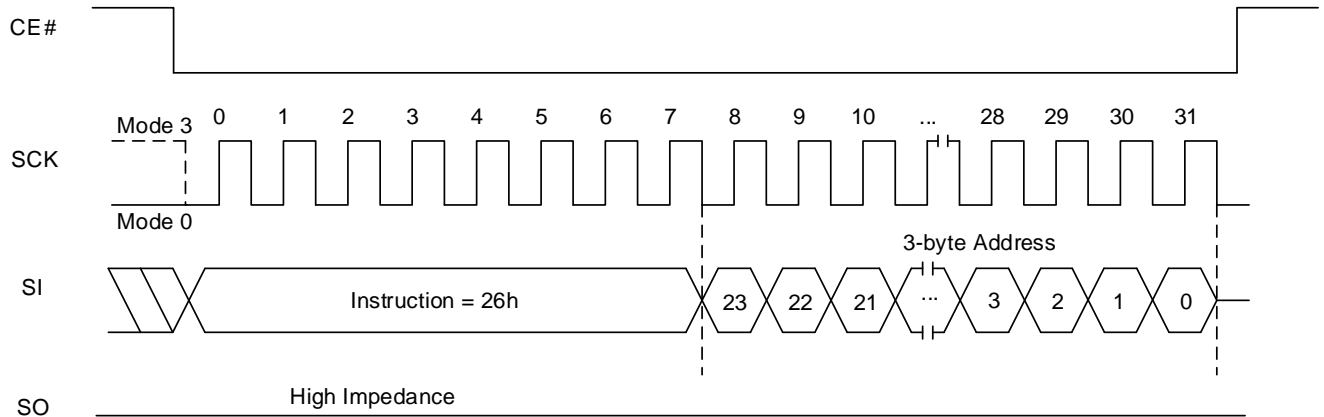 CE#
0 1 2 3 4 5 6 7 8 9 10 ... 28 29 30 31
Mode 3
SCK
Mode 0
3-byte Address
SI
Instruction = 26h 23 22 21 ... 3 2 1 0
High Impedance
SO